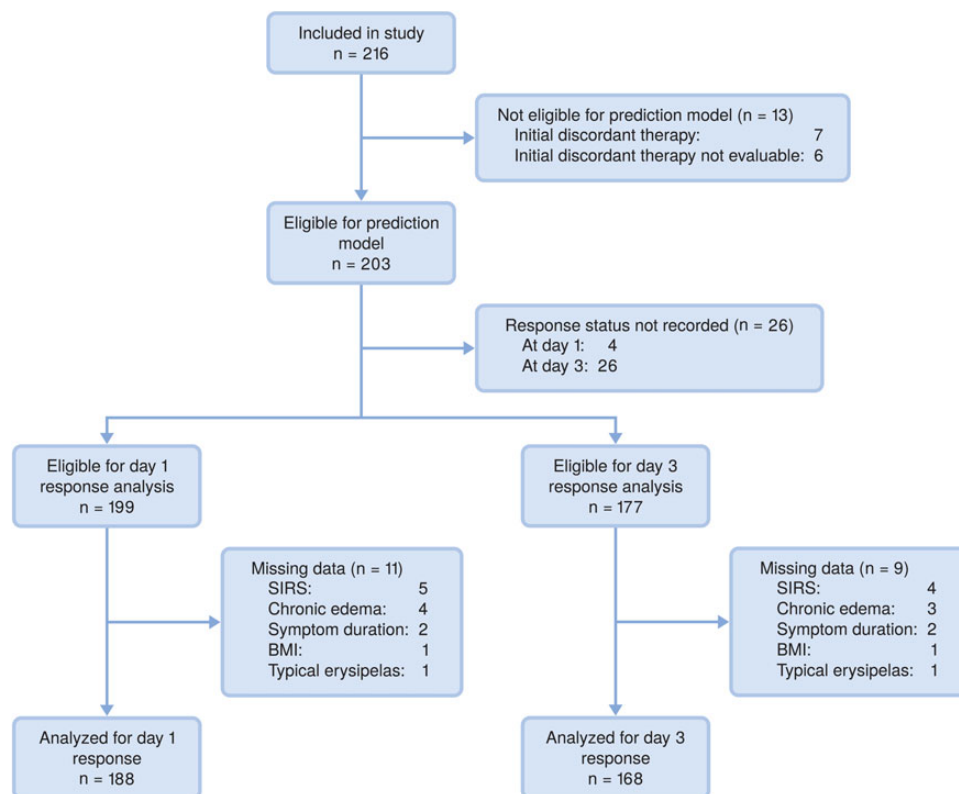 Included in study
n = 216
Not eligible for prediction model (n = 13)
Initial discordant therapy: 7
Initial discordant therapy not evaluable: 6
Eligible for prediction
model
n = 203
Response status not recorded (n = 26)
At day 1: 4
At day 3: 26
Eligible for day 1
response analysis
n = 199
Eligible for day 3
response analysis
n = 177
Missing data (n = 11)
SIRS: 5
Chronic edema: 4
Symptom duration: 2
BMI: 1
Typical erysipelas: 1
Missing data (n = 9)
SIRS: 4
Chronic edema: 3
Symptom duration: 2
BMI: 1
Typical erysipelas: 1
Analyzed for day 1
response
n = 188
Analyzed for day 3
response
n = 168